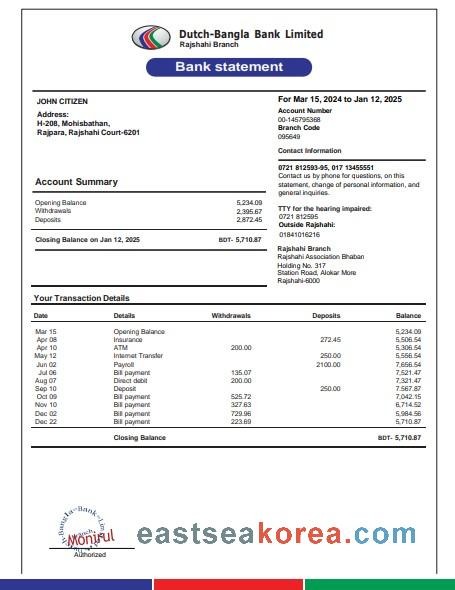 Dutch-Bangla Bank Limited
Rajshahi Branch
Bank statement
JOHN CITIZEN
Address:
H-208, Mohisbathan,
Rajpara, Rajshahi Court-6201
For Mar 15, 2024 to Jan 12, 2025
Account Number
00-145795368
Branch Code
095649
Contact Information
0721 812593-95, 017 13455551
Contact us by phone for questions, on this
statement, change of personal information, and
general inquiries.
TTY for the hearing impaired:
0721 812595
Outside Rajshahi:
01841016216
Rajshahi Branch
Rajshahi Association Bhaban
Holding No. 317
Station Road, Alokar More
Rajshahi-6000
Account Summary
Opening Balance 5,234.09
Withdrawals 2,395.67
Deposits 2,872.45
Closing Balance on Jan 12, 2025 BDT- 5,710.87
Your Transaction Details
Date Details Withdrawals Deposits Balance
Mar 15 Opening Balance 5,234.09
Apr 08 Insurance 272.45 5,506.54
Apr 10 ATM 200.00 5,306.54
May 12 Internet Transfer 250.00 5,556.54
Jun 02 Payroll 2100.00 7,656.54
Jul 06 Bill payment 135.07 7,521.47
Aug 07 Direct debit 200.00 7,321.47
Sep 10 Deposit 250.00 7,567.87
Oct 09 Bill payment 525.72 7,042.15
Nov 10 Bill payment 327.63 6,714.52
Dec 02 Bill payment 729.96 5,984.56
Dec 22 Bill payment 223.69 5,710.87
Closing Balance BDT- 5,710.87
Monirul
Authorized
eastseakorea.com